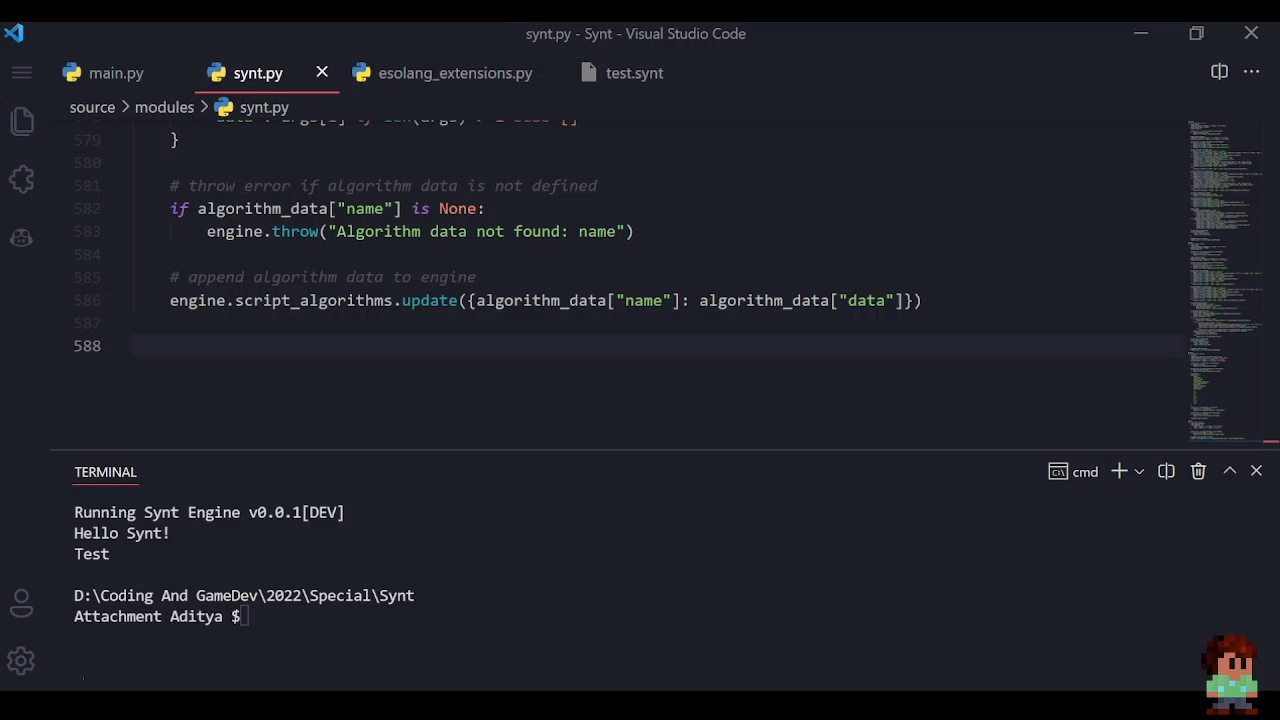 synt.py - Synt - Visual Studio Code
main.py synt.py esolang_extensions.py test.synt
source > modules > synt.py
579 }
580
581 # throw error if algorithm data is not defined
582 if algorithm_data["name"] is None:
583 engine.throw("Algorithm data not found: name")
584
585 # append algorithm data to engine
586 engine.script_algorithms.update({algorithm_data["name"]: algorithm_data["data"]})
587
588
TERMINAL
cmd
Running Synt Engine v0.0.1[DEV]
Hello Synt!
Test
D:\Coding And GameDev\2022\Special\Synt
Attachment Aditya $